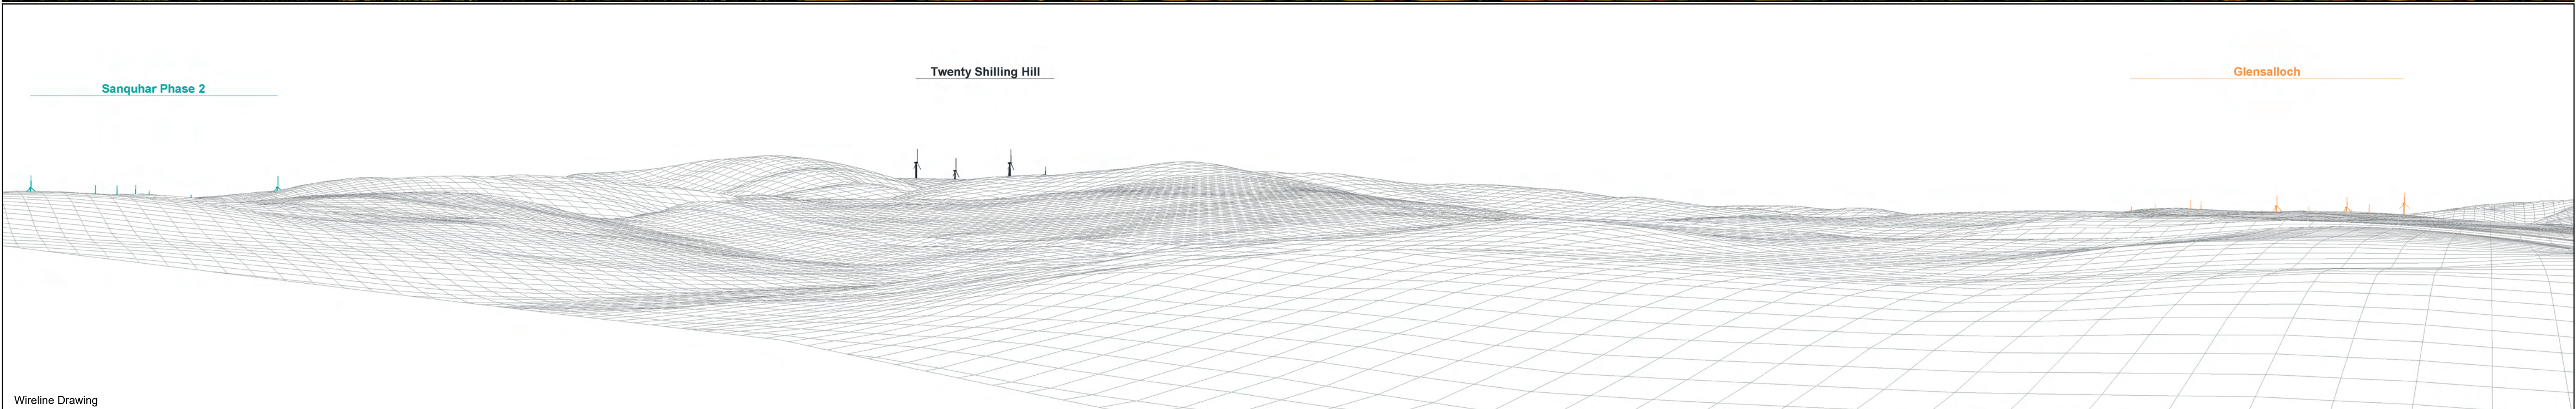 Sanquhar Phase 2
Twenty Shilling Hill
Glensalloch
Wireline Drawing